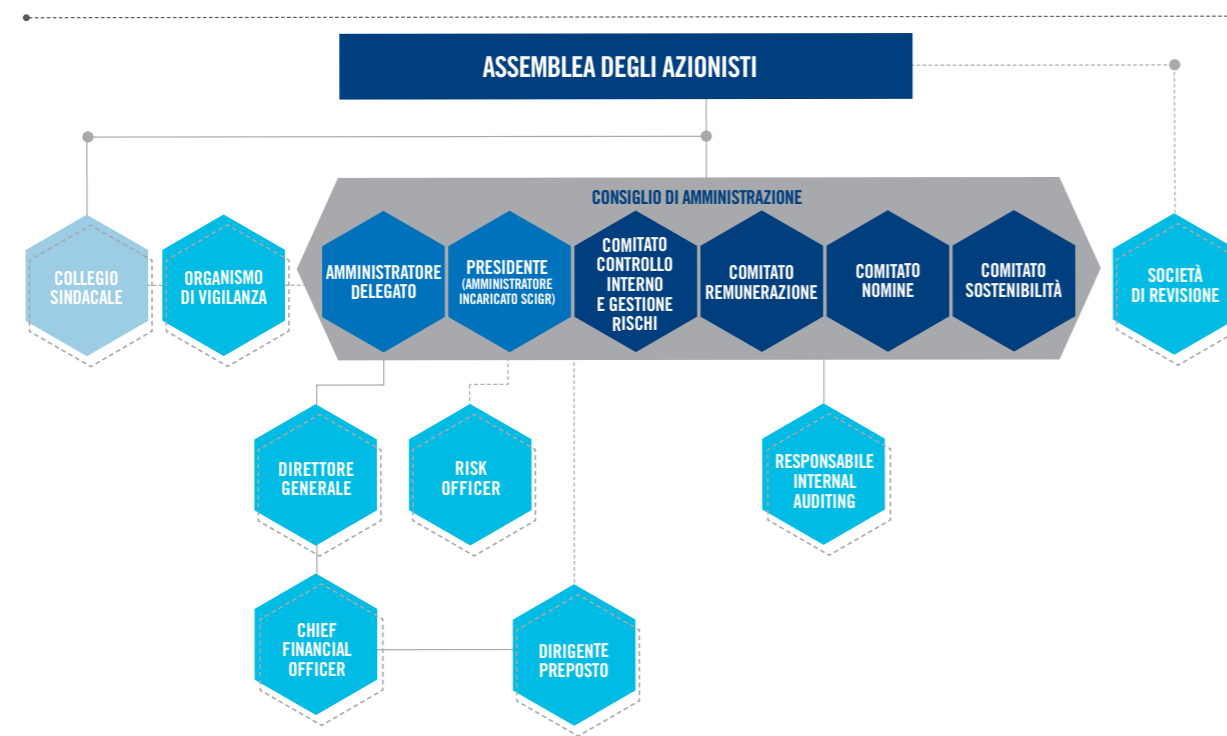 ASSEMBLEA DEGLI AZIONISTI
CONSIGLIO DI AMMINISTRAZIONE
COLLEGIO
SINDACALE
ORGANISMO
DI VIGILANZA
AMMINISTRATORE
DELEGATO
PRESIDENTE
(AMMINISTRATORE
INCARICATO SCIGR)
COMITATO
CONTROLLO
INTERNO
E GESTIONE
RISCHI
COMITATO
REMUNERAZIONE
COMITATO
NOMINE
COMITATO
SOSTENIBILITÀ
SOCIETÀ
DI REVISIONE
DIRETTORE
GENERALE
RISK
OFFICER
RESPONSABILE
INTERNAL
AUDITING
CHIEF
FINANCIAL
OFFICER
DIRIGENTE
PREPOSTO